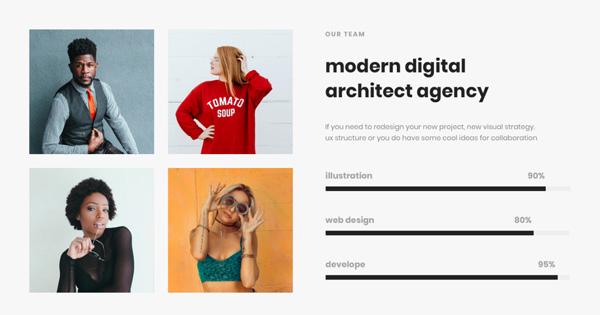 TOMATO
SOUP
OUR TEAM
modern digital
architect agency
If you need to redesign your new project, new visual strategy,
ux structure or you do have some cool ideas for callaboration
illustration 90%
web design 80%
develope 95%